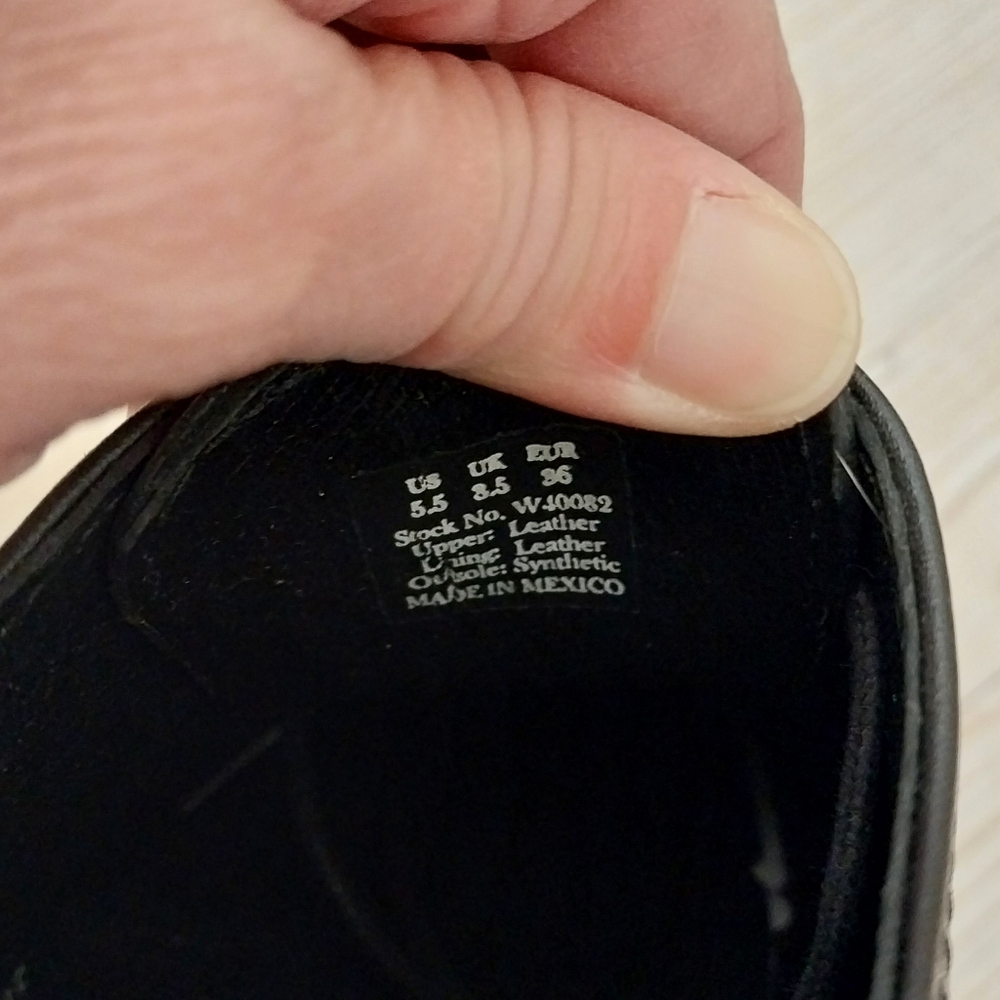 US UK EUR
5.5 3.5 36
Stock No. W40082
Upper: Leather
Lining: Leather
Outsole: Synthetic
MADE IN MEXICO